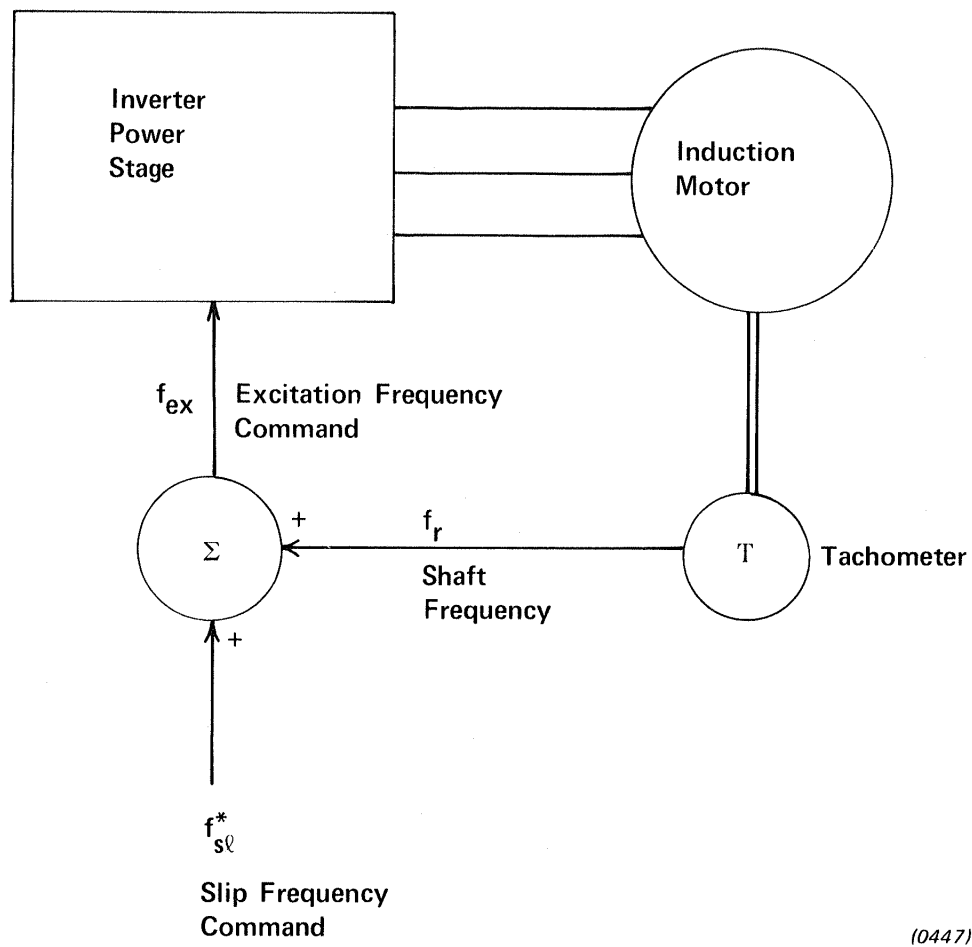 Inverter
Power
Stage
Induction
Motor
f_ex
Excitation Frequency
Command
Σ
+
+
f_r
Shaft
Frequency
T
Tachometer
f*_sℓ
Slip Frequency
Command
(0447)